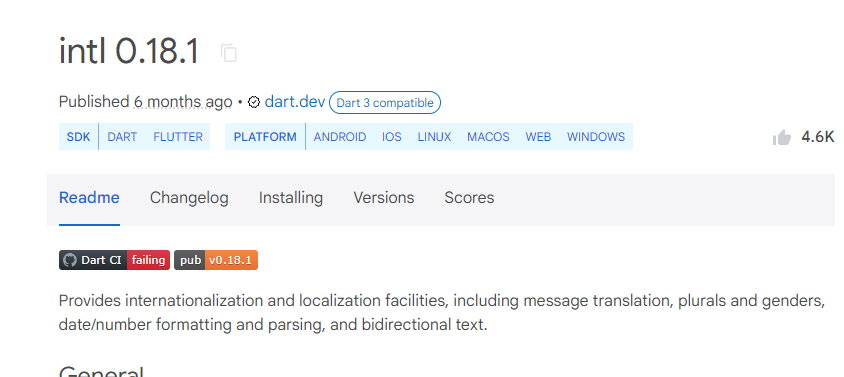 intl 0.18.1
Published 6 months ago • dart.dev Dart 3 compatible
SDK DART FLUTTER PLATFORM ANDROID IOS LINUX MACOS WEB WINDOWS 4.6K
Readme Changelog Installing Versions Scores
Dart CI failing pub v0.18.1
Provides internationalization and localization facilities, including message translation, plurals and genders,
date/number formatting and parsing, and bidirectional text.
General